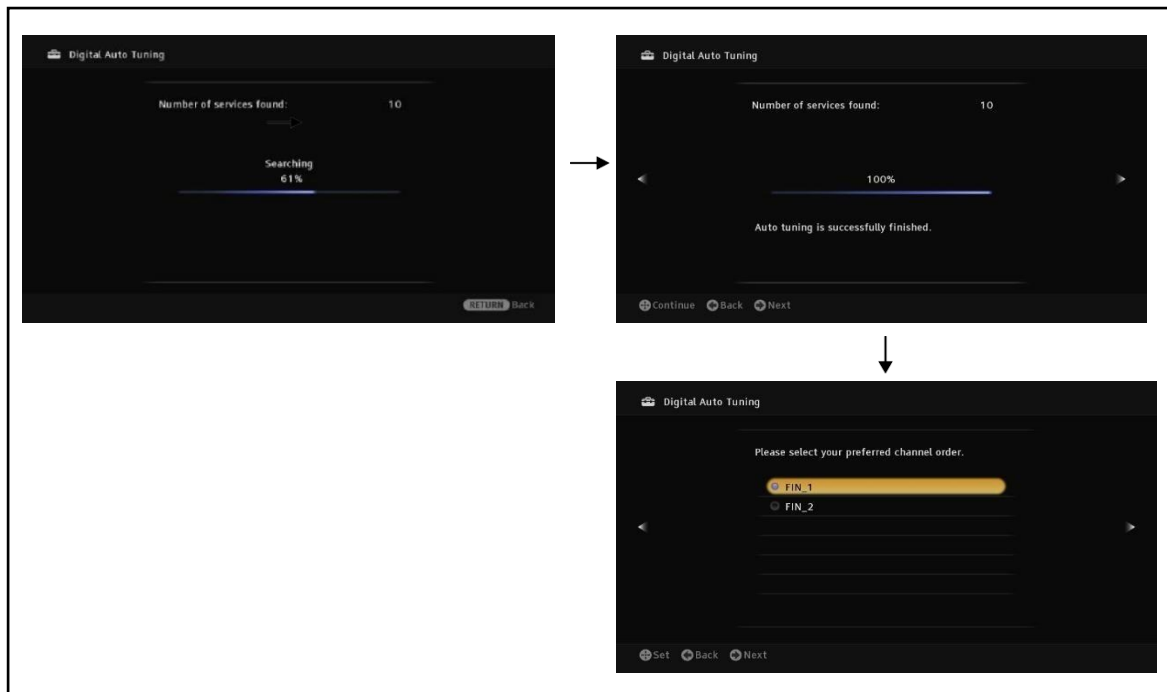 Digital Auto Tuning
Number of services found: 10
Searching
61%
RETURN Back
Digital Auto Tuning
Number of services found: 10
100%
Auto tuning is successfully finished.
Continue Back Next
Digital Auto Tuning
Please select your preferred channel order.
FIN_1
FIN_2
Set Back Next